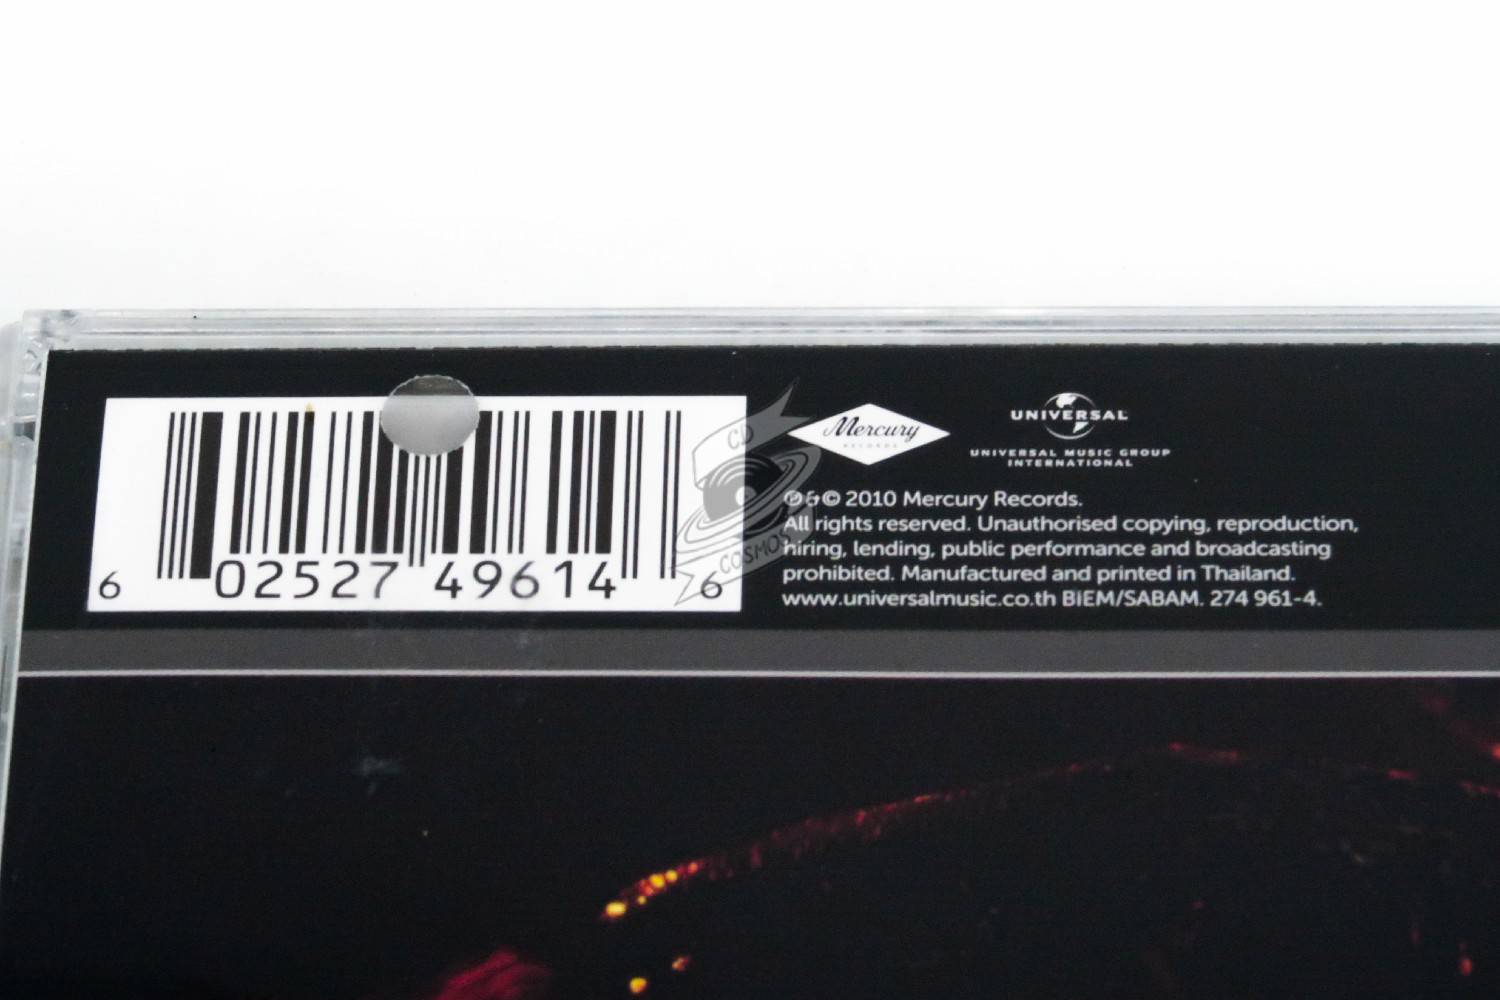 6 02527 49614 6
CD
COSMOS
Mercury
RECORDS
UNIVERSAL
UNIVERSAL MUSIC GROUP
INTERNATIONAL
℗&© 2010 Mercury Records.
All rights reserved. Unauthorised copying, reproduction,
hiring, lending, public performance and broadcasting
prohibited. Manufactured and printed in Thailand.
www.universalmusic.co.th BIEM/SABAM. 274 961-4.